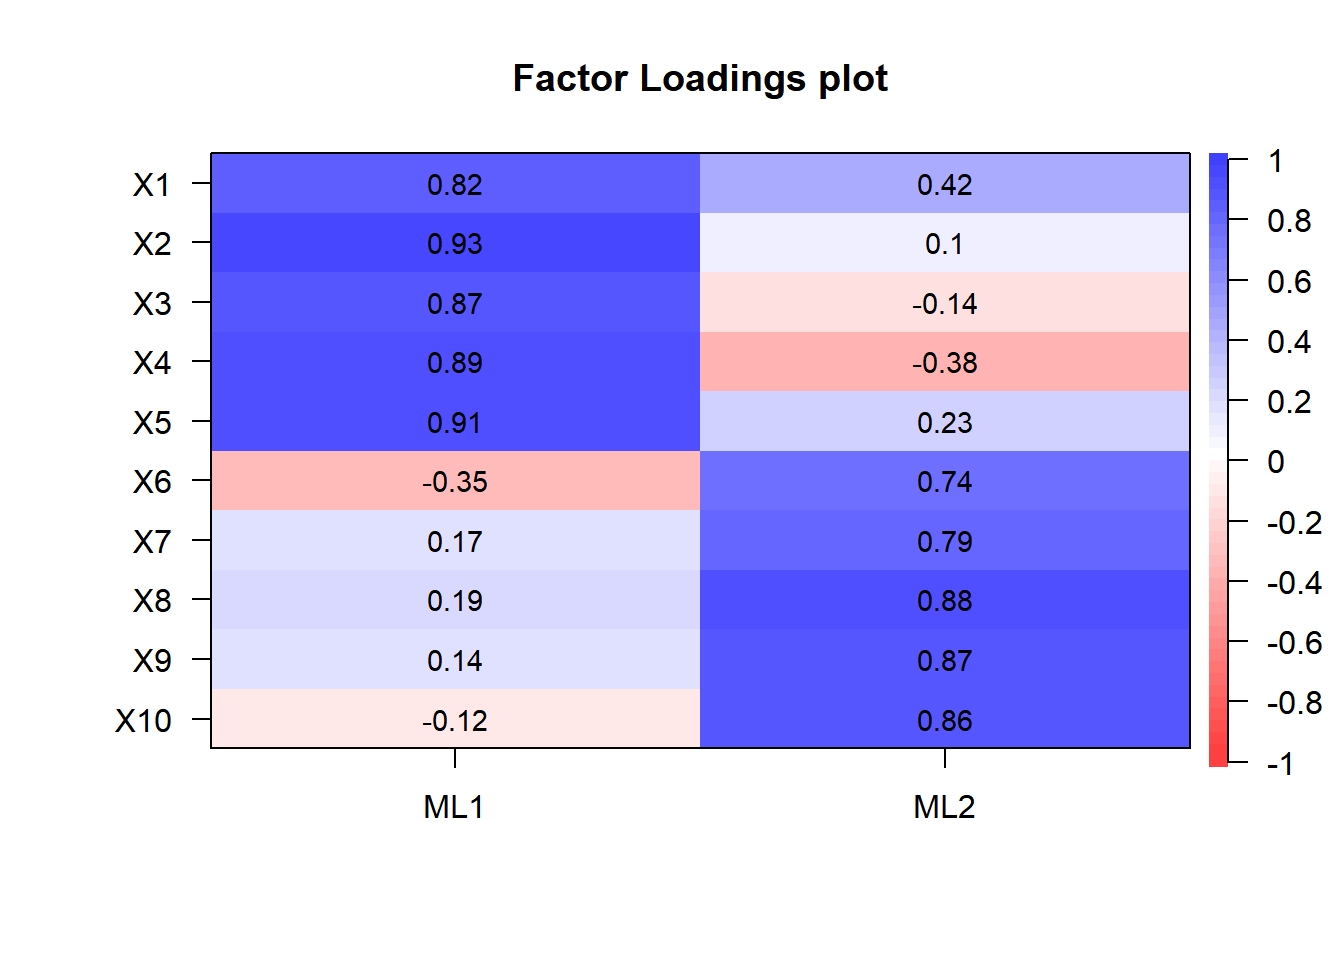 Factor Loadings plot
X1 0.82 0.42
X2 0.93 0.1
X3 0.87 -0.14
X4 0.89 -0.38
X5 0.91 0.23
X6 -0.35 0.74
X7 0.17 0.79
X8 0.19 0.88
X9 0.14 0.87
X10 -0.12 0.86
ML1 ML2
1
0.8
0.6
0.4
0.2
0
-0.2
-0.4
-0.6
-0.8
-1